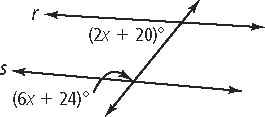 r
(2x + 20)°
s
(6x + 24)°